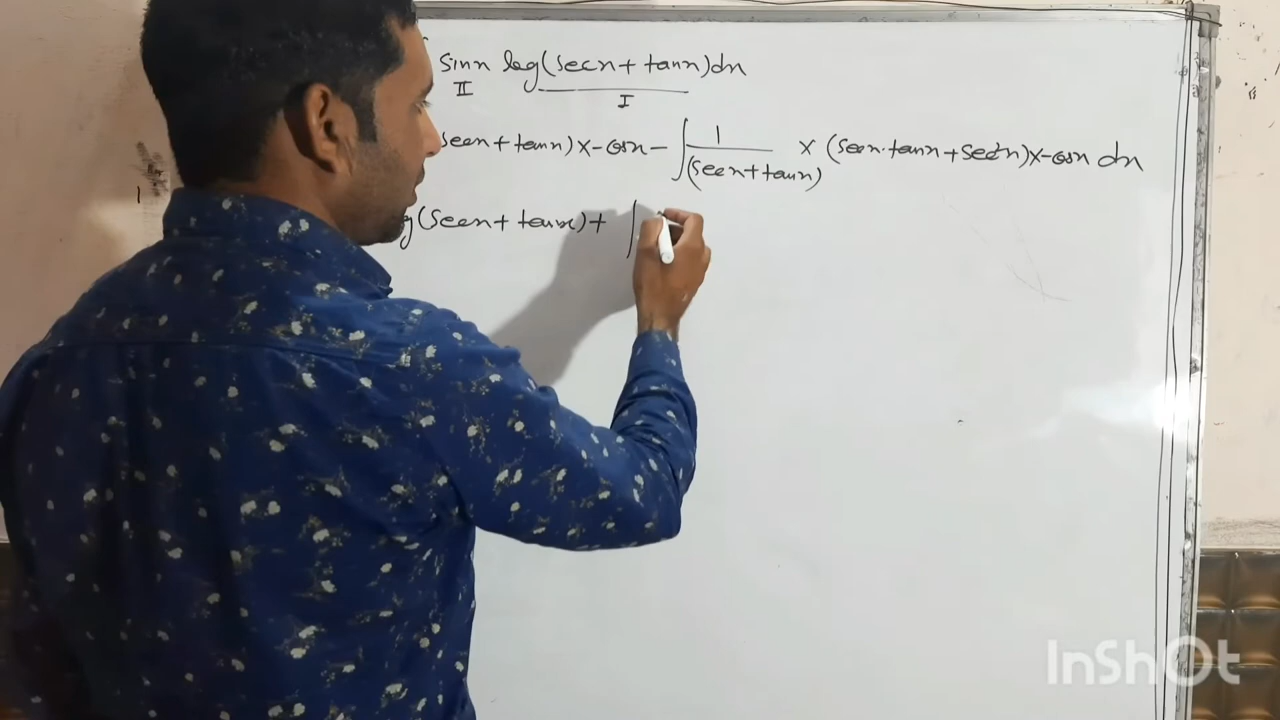 sinx log(secx + tanx)dx
II I
secx + tanx) x -cosx - ∫ 1/(secx + tanx) x (secx.tanx + sec²x) x -cosx dx
g(secx + tanx) + ∫
InShOt